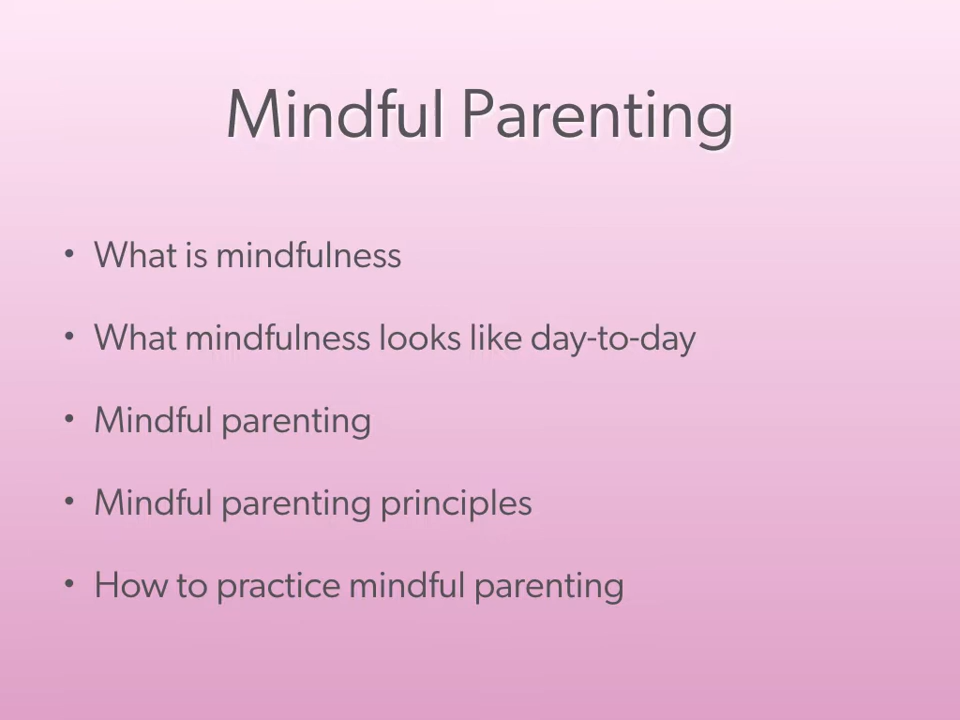 Mindful Parenting
• What is mindfulness
• What mindfulness looks like day-to-day
• Mindful parenting
• Mindful parenting principles
• How to practice mindful parenting